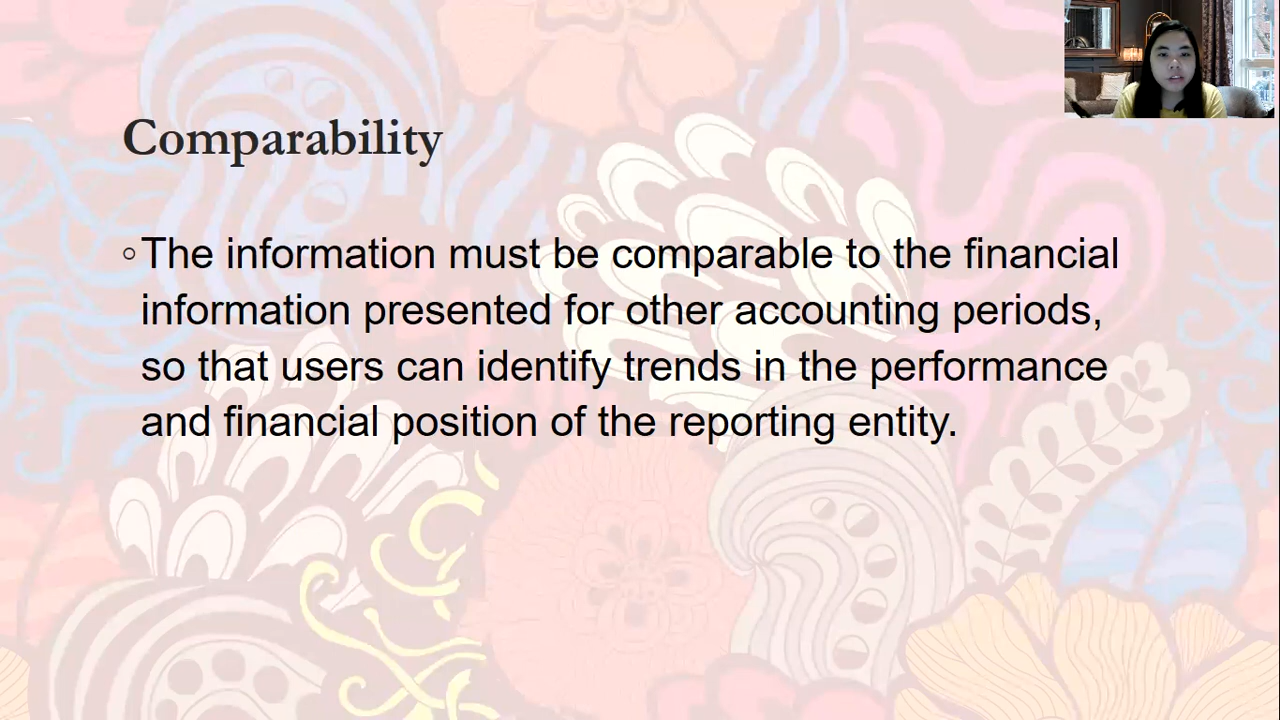 Comparability
◦The information must be comparable to the financial
information presented for other accounting periods,
so that users can identify trends in the performance
and financial position of the reporting entity.